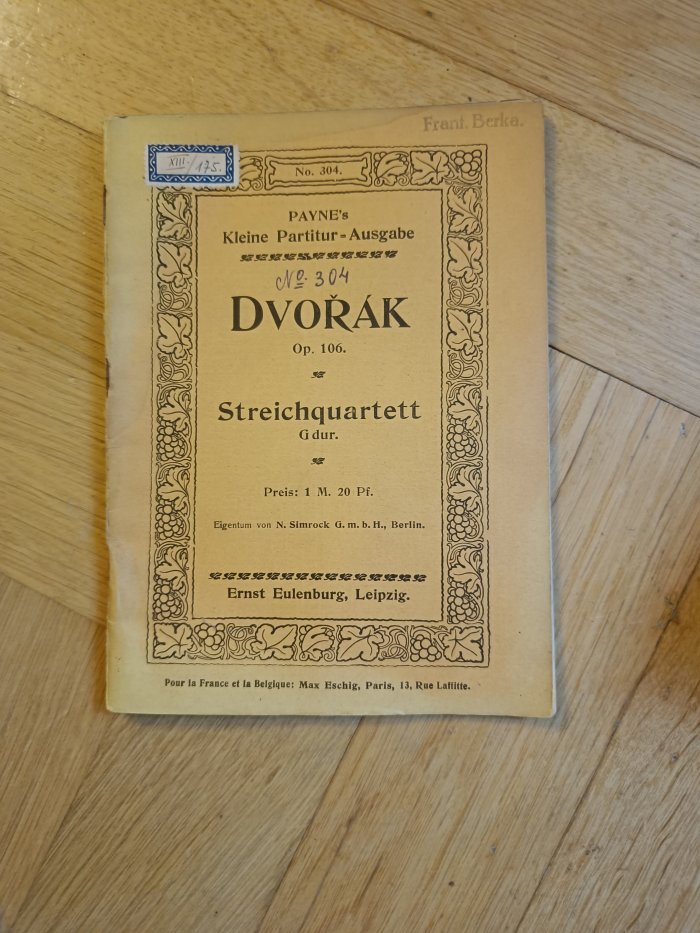 Frant. Berka.
XIII./175.
No. 304.
PAYNE's
Kleine Partitur-Ausgabe
No. 304
DVOŘÁK
Op. 106.
Streichquartett
G dur.
Preis: 1 M. 20 Pf.
Eigentum von N. Simrock G. m. b. H., Berlin.
Ernst Eulenburg, Leipzig.
Pour la France et la Belgique: Max Eschig, Paris, 13, Rue Laffitte.